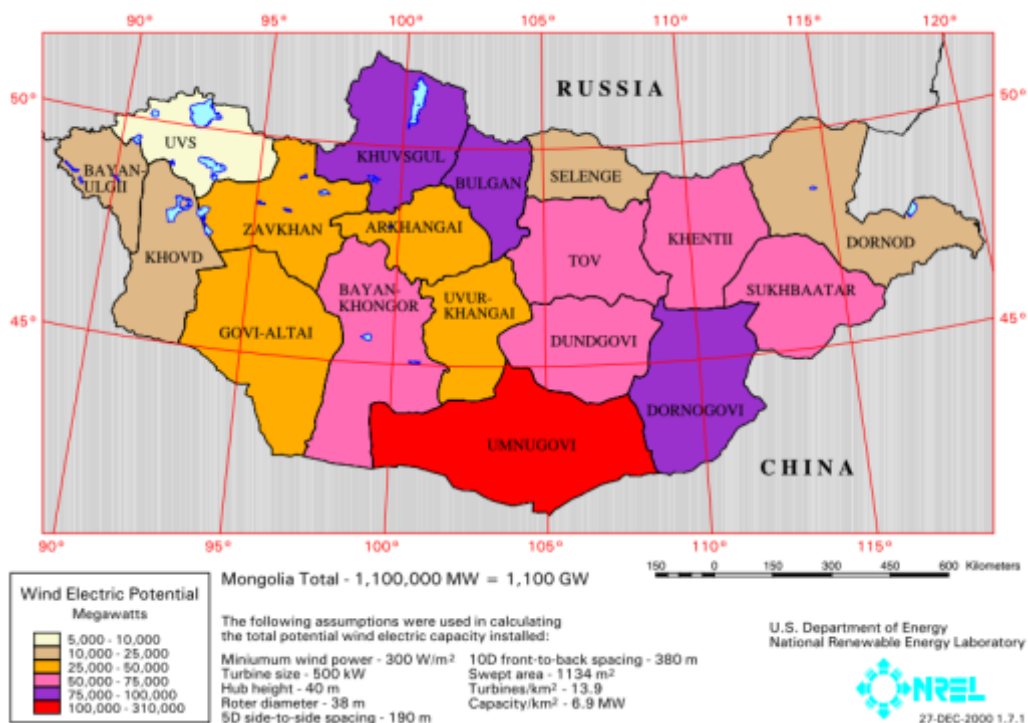 90° 95° 100° 105° 110° 115° 120°
RUSSIA
50° 50°
UVS
BAYAN-
ULGII
KHUVSGUL
BULGAN
SELENGE
ZAVKHAN
ARKHANGAI
KHENTII
DORNOD
KHOVD
TOV
BAYAN-
KHONGOR
UVUR-
KHANGAI
SUKHBAATAR
45° 45°
GOVI-ALTAI
DUNDGOVI
DORNOGOVI
UMNUGOVI
CHINA
90° 95° 100° 105° 110° 115°
150 0 150 300 450 600 Kilometers
Wind Electric Potential
Megawatts
5,000 - 10,000
10,000 - 25,000
25,000 - 50,000
50,000 - 75,000
75,000 - 100,000
100,000 - 310,000
Mongolia Total - 1,100,000 MW = 1,100 GW
The following assumptions were used in calculating
the total potential wind electric capacity installed:
Miniumum wind power - 300 W/m²
Turbine size - 500 kW
Hub height - 40 m
Roter diameter - 38 m
5D side-to-side spacing - 190 m
10D front-to-back spacing - 380 m
Swept area - 1134 m²
Turbines/km² - 13.9
Capacity/km² - 6.9 MW
U.S. Department of Energy
National Renewable Energy Laboratory
NREL
27-DEC-2000 1.7.1